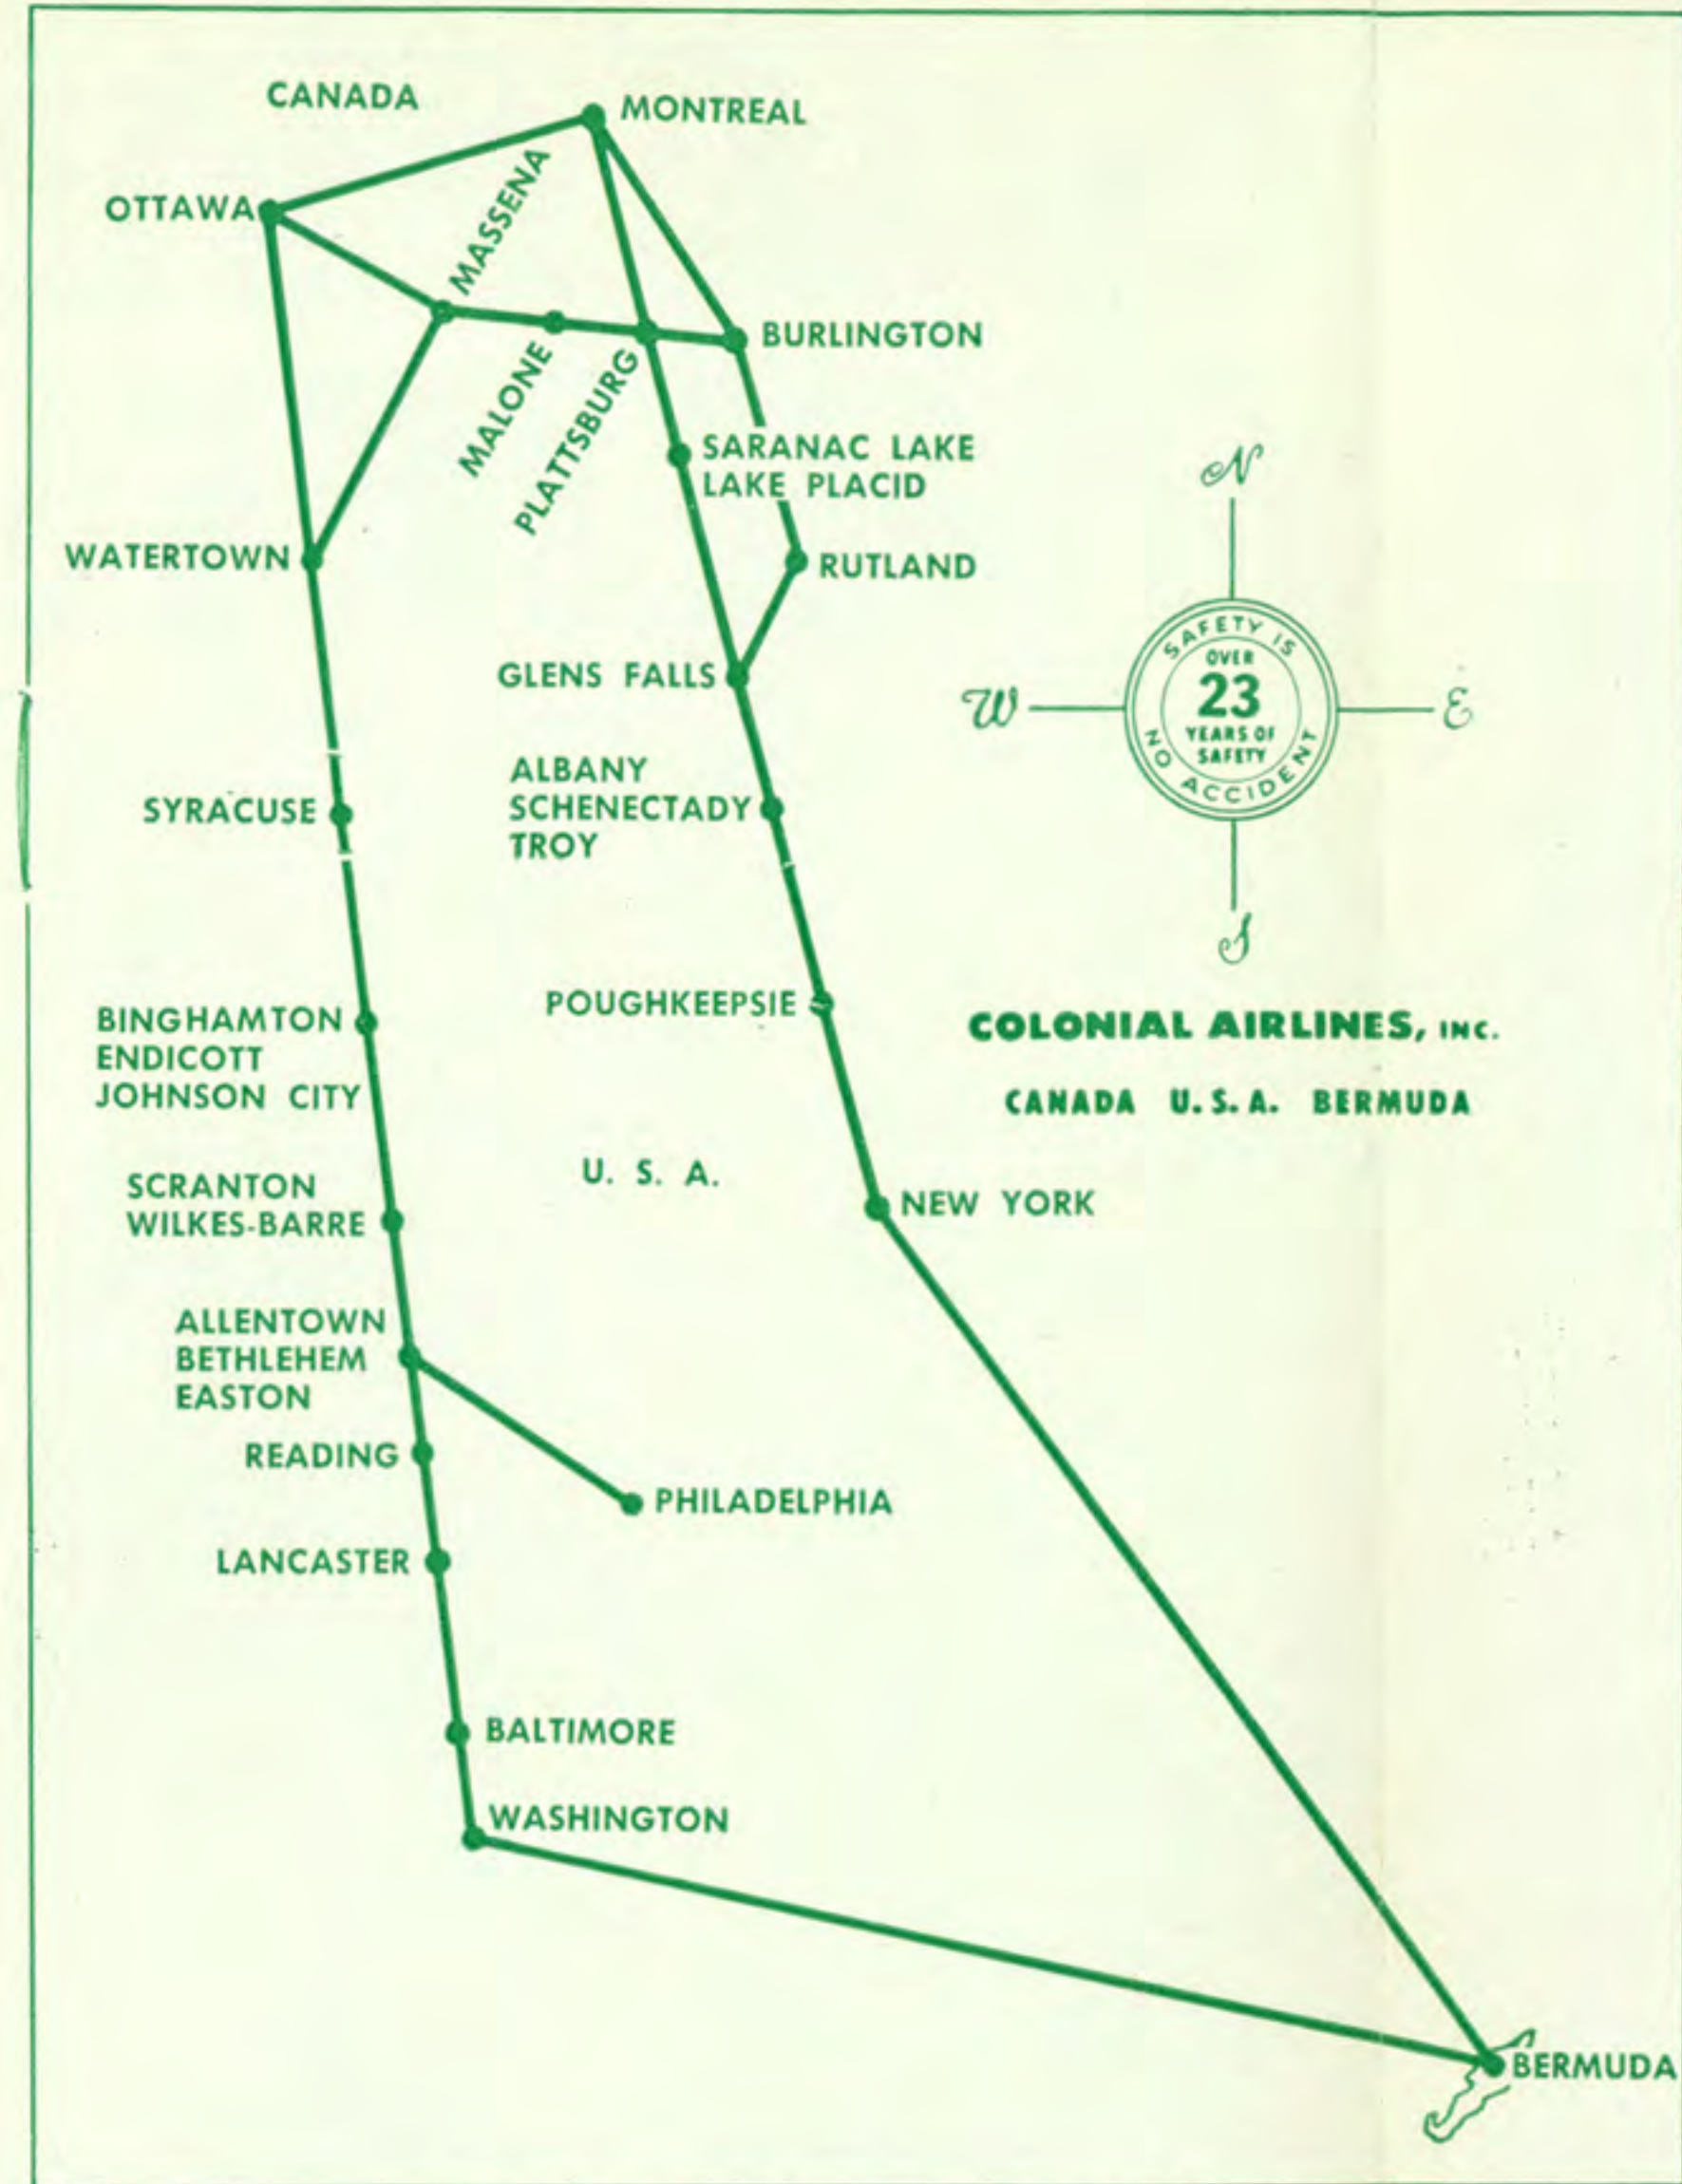 CANADA
MONTREAL
OTTAWA
MASSENA
BURLINGTON
MALONE
PLATTSBURG
SARANAC LAKE
LAKE PLACID
WATERTOWN
RUTLAND
GLENS FALLS
N
W
E
S
SAFETY IS
OVER
23
YEARS OF
SAFETY
NO ACCIDENT
ALBANY
SCHENECTADY
TROY
SYRACUSE
POUGHKEEPSIE
BINGHAMTON
ENDICOTT
JOHNSON CITY
COLONIAL AIRLINES, INC.
CANADA U.S.A. BERMUDA
U. S. A.
SCRANTON
WILKES-BARRE
NEW YORK
ALLENTOWN
BETHLEHEM
EASTON
READING
PHILADELPHIA
LANCASTER
BALTIMORE
WASHINGTON
BERMUDA